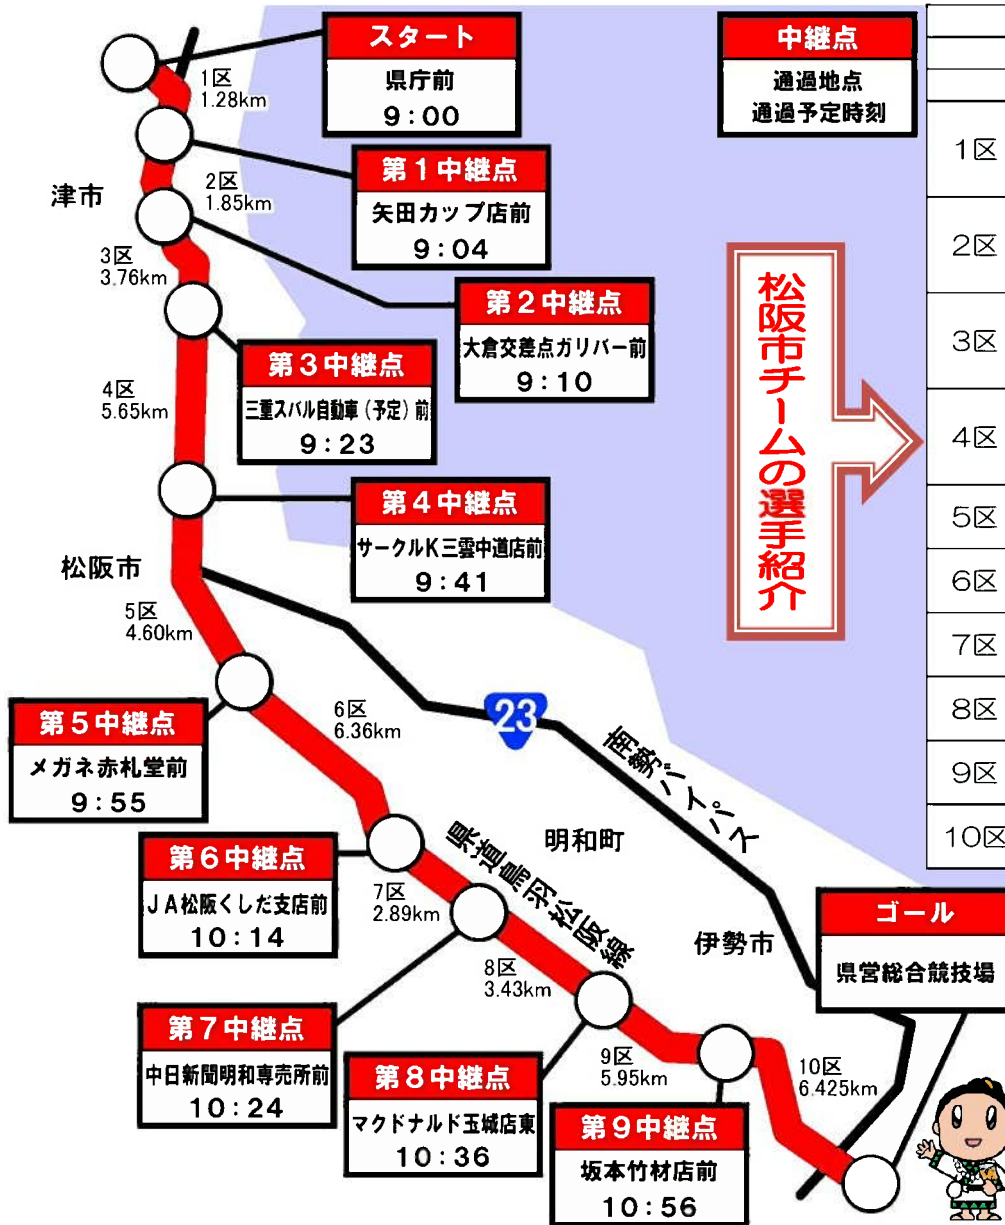 スタート
県庁前
9:00
中継点
通過地点
通過予定時刻
1区
1.28km
第1中継点
矢田カップ店前
9:04
津市
2区
1.85km
3区
3.76km
第2中継点
大倉交差点ガリバー前
9:10
第3中継点
三重スバル自動車（予定）前
9:23
4区
5.65km
第4中継点
サークルK三雲中道店前
9:41
松阪市
5区
4.60km
第5中継点
メガネ赤札堂前
9:55
6区
6.36km
23
南勢バイパス
明和町
県道鳥羽松阪線
第6中継点
JA松阪くしだ支店前
10:14
7区
2.89km
伊勢市
ゴール
県営総合競技場
8区
3.43km
第7中継点
中日新聞明和専売所前
10:24
第8中継点
マクドナルド玉城店東
10:36
9区
5.95km
10区
6.425km
第9中継点
坂本竹材店前
10:56
松阪市チームの選手紹介
1区
2区
3区
4区
5区
6区
7区
8区
9区
10区